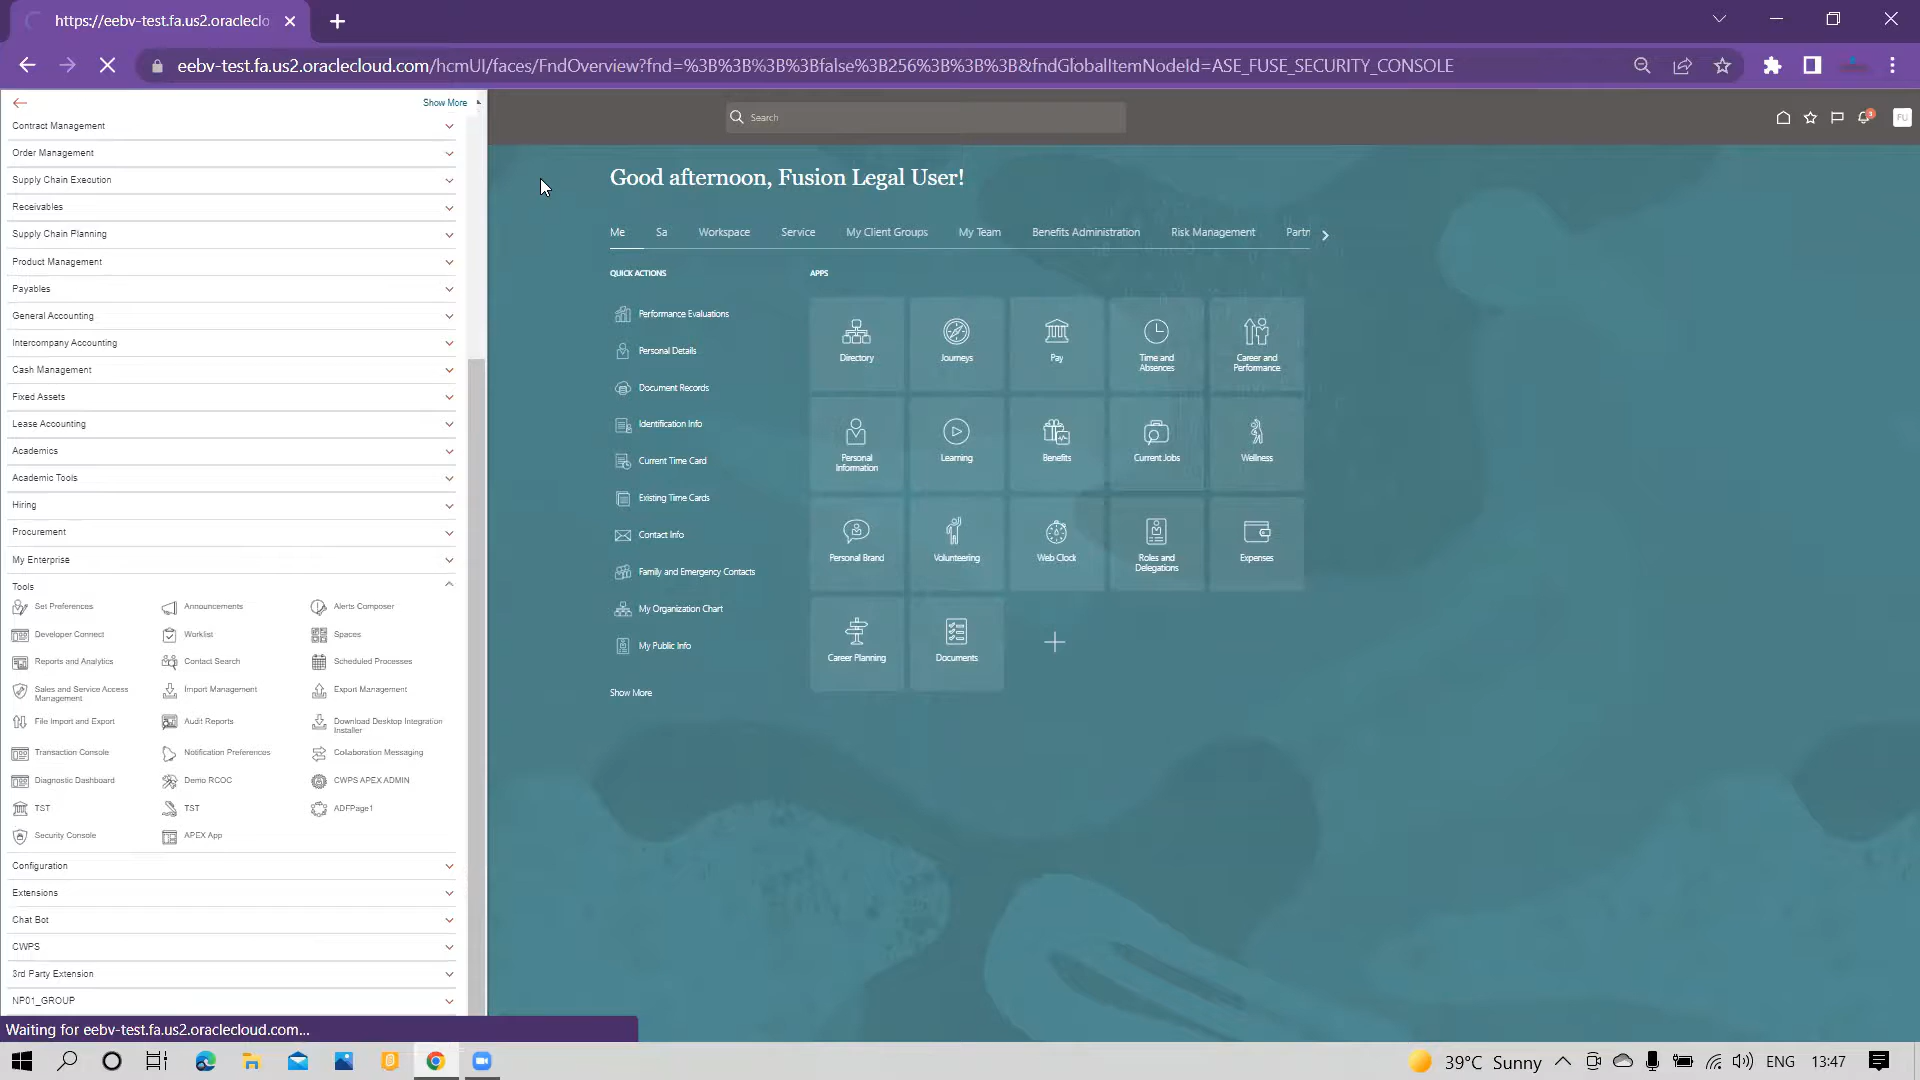 https://eebv-test.fa.us2.oracleclo
eebv-test.fa.us2.oraclecloud.com/hcmUI/faces/FndOverview?fnd=%3B%3B%3B%3Bfalse%3B256%3B%3B%3B&fndGlobalItemNodeId=ASE_FUSE_SECURITY_CONSOLE
Show More
Contract Management
Order Management
Supply Chain Execution
Receivables
Supply Chain Planning
Product Management
Payables
General Accounting
Intercompany Accounting
Cash Management
Fixed Assets
Lease Accounting
Academics
Academic Tools
Hiring
Procurement
My Enterprise
Tools
Set Preferences Announcements Alerts Composer
Developer Connect Worklist Spaces
Reports and Analytics Contact Search Scheduled Processes
Sales and Service Access Import Management Export Management
Management
File Import and Export Audit Reports Download Desktop Integration
Installer
Transaction Console Notification Preferences Collaboration Messaging
Diagnostic Dashboard Demo RCOC CWPS APEX ADMIN
TST TST ADFPage1
Security Console APEX App
Configuration
Extensions
Chat Bot
CWPS
3rd Party Extension
NP01_GROUP
Waiting for eebv-test.fa.us2.oraclecloud.com...
Search
FU
Good afternoon, Fusion Legal User!
Me Sa Workspace Service My Client Groups My Team Benefits Administration Risk Management Partn
QUICK ACTIONS
Performance Evaluations
Personal Details
Document Records
Identification Info
Current Time Card
Existing Time Cards
Contact Info
Family and Emergency Contacts
My Organization Chart
My Public Info
Show More
APPS
Directory Journeys Pay Time and Career and
Absences Performance
Personal Learning Benefits Current Jobs Wellness
Information
Personal Brand Volunteering Web Clock Roles and Expenses
Delegations
Career Planning Documents
39°C Sunny ENG 13:47